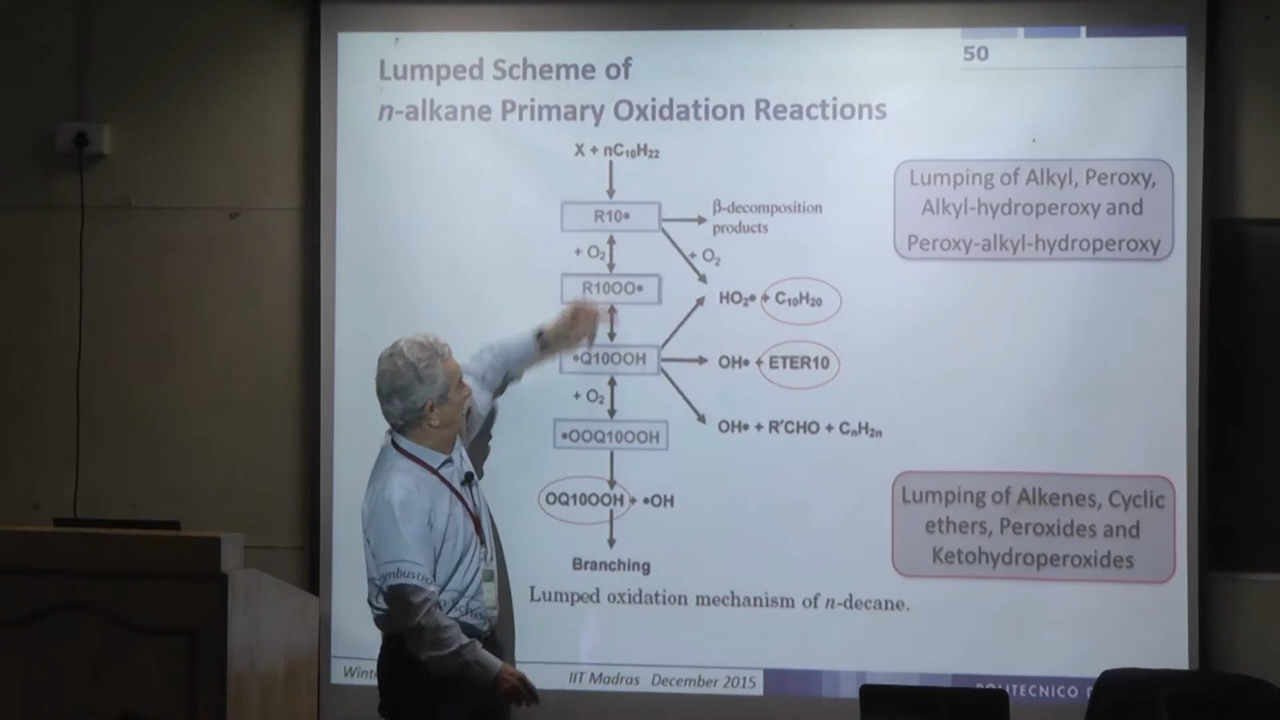 50
Lumped Scheme of
n-alkane Primary Oxidation Reactions
X + nC₁₀H₂₂
R10•
β-decomposition
products
+ O₂
+ O₂
R10OO•
HO₂• + C₁₀H₂₀
•Q10OOH
OH• + ETER10
+ O₂
OH• + R'CHO + CₙH₂ₙ
•OOQ10OOH
OQ10OOH + •OH
Branching
Lumped oxidation mechanism of n-decane.
Lumping of Alkyl, Peroxy,
Alkyl-hydroperoxy and
Peroxy-alkyl-hydroperoxy
Lumping of Alkenes, Cyclic
ethers, Peroxides and
Ketohydroperoxides
IIT Madras December 2015
POLITECNICO